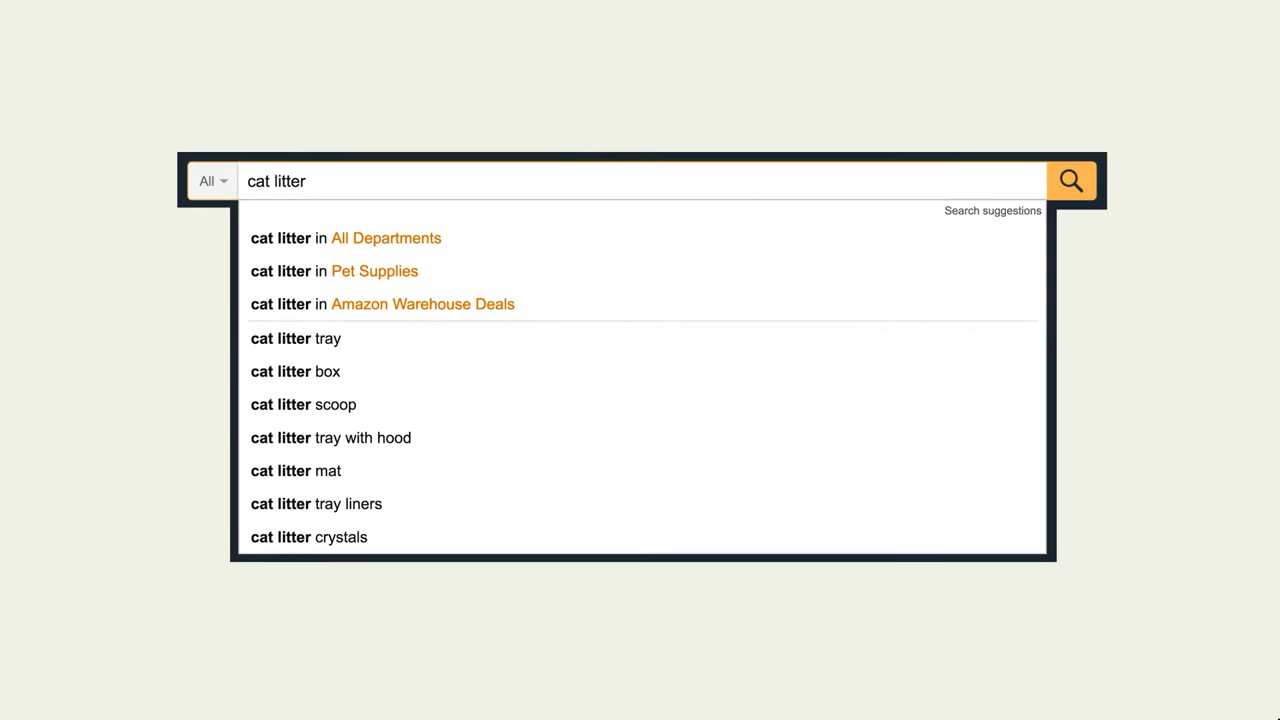 All
cat litter
Search suggestions
cat litter in All Departments
cat litter in Pet Supplies
cat litter in Amazon Warehouse Deals
cat litter tray
cat litter box
cat litter scoop
cat litter tray with hood
cat litter mat
cat litter tray liners
cat litter crystals